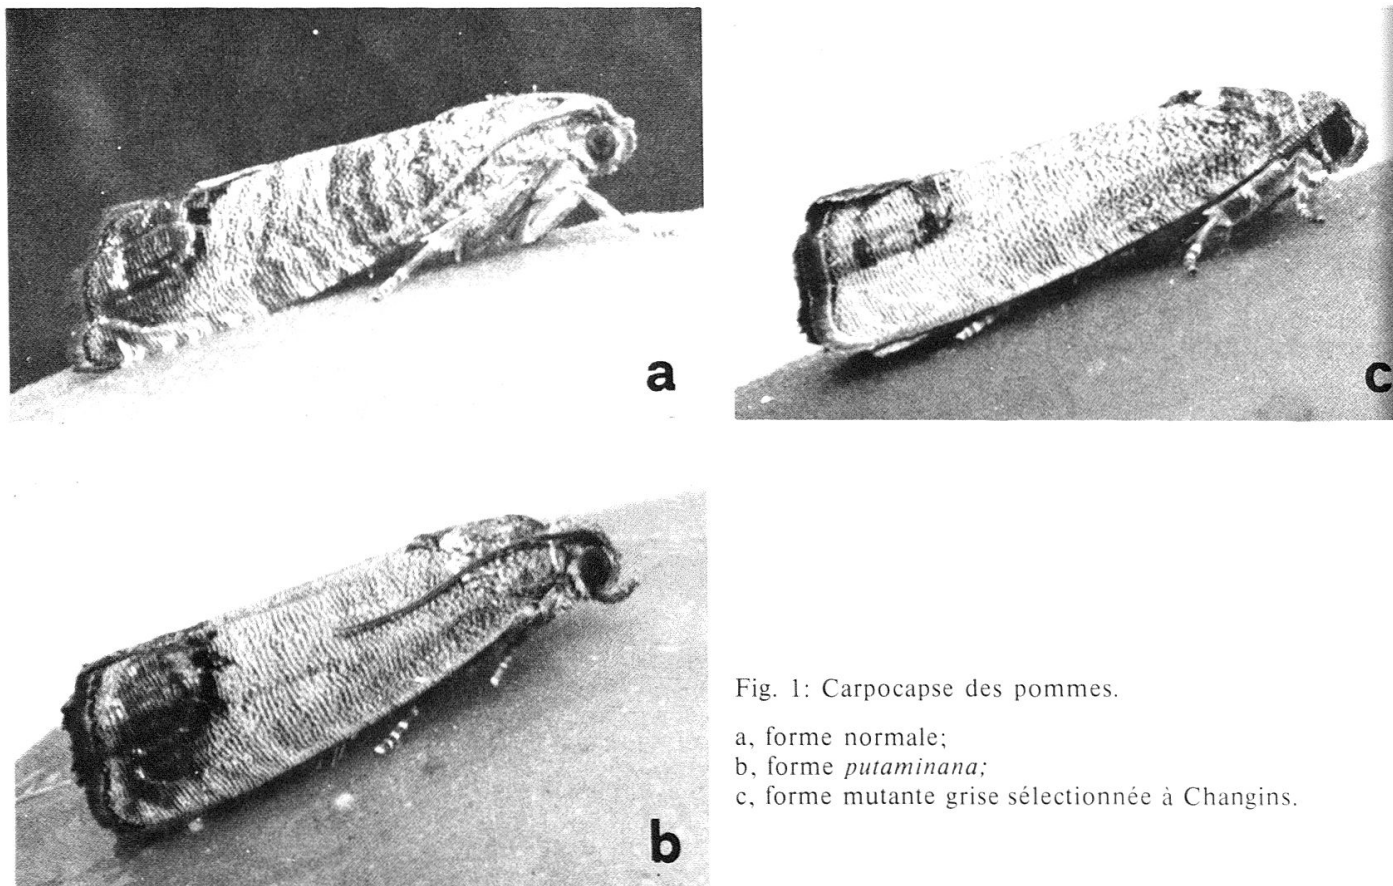 a
c
b
Fig. 1: Carpocapse des pommes.
a, forme normale;
b, forme putaminana;
c, forme mutante grise sélectionnée à Changins.